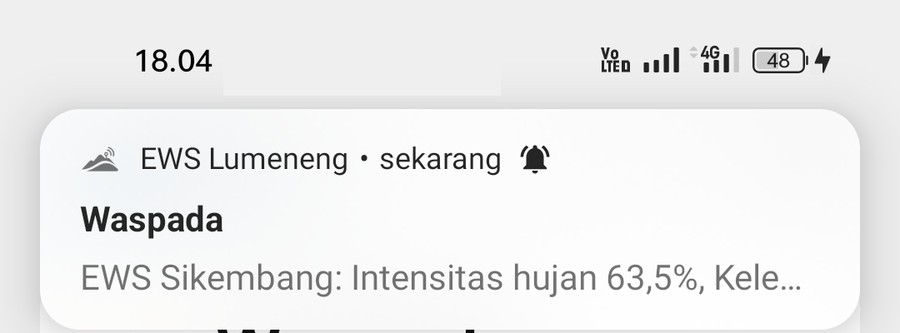 18.04
Vo
LTE D
4G
48
EWS Lumeneng • sekarang
Waspada
EWS Sikembang: Intensitas hujan 63,5%, Kele...